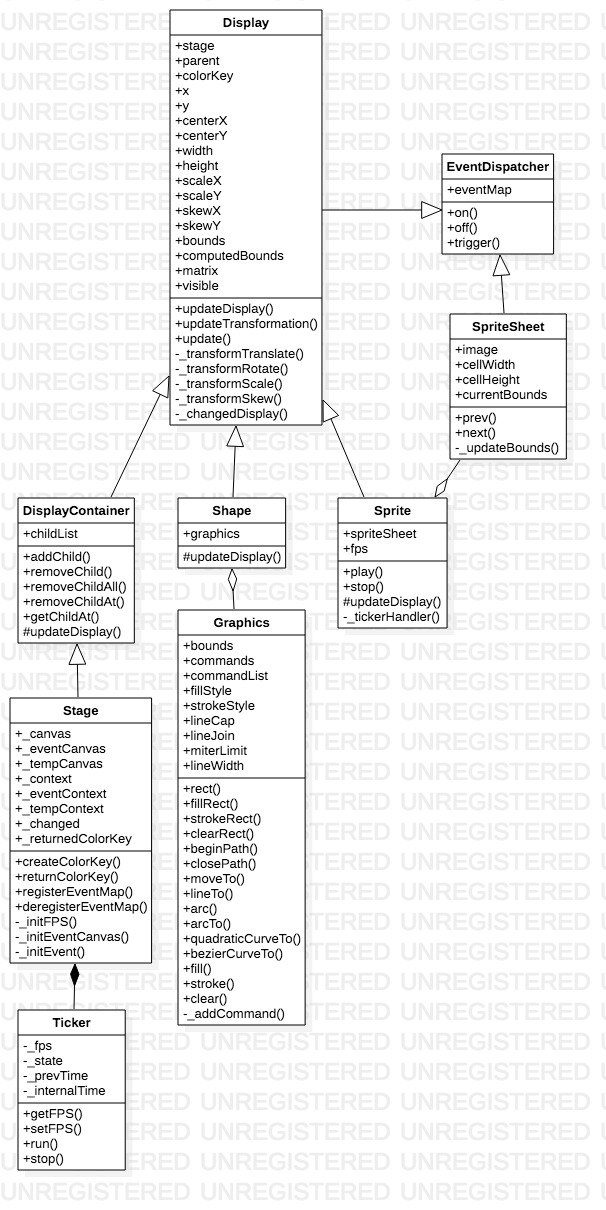 Display
+stage
+parent
+colorKey
+x
+y
+centerX
+centerY
+width
+height
+scaleX
+scaleY
+skewX
+skewY
+bounds
+computedBounds
+matrix
+visible
+updateDisplay()
+updateTransformation()
+update()
-_transformTranslate()
-_transformRotate()
-_transformScale()
-_transformSkew()
-_changedDisplay()
EventDispatcher
+eventMap
+on()
+off()
+trigger()
SpriteSheet
+image
+cellWidth
+cellHeight
+currentBounds
+prev()
+next()
-_updateBounds()
DisplayContainer
+childList
+addChild()
+removeChild()
+removeChildAll()
+removeChildAt()
+getChildAt()
#updateDisplay()
Shape
+graphics
#updateDisplay()
Sprite
+spriteSheet
+fps
+play()
+stop()
#updateDisplay()
-_tickerHandler()
Graphics
+bounds
+commands
+commandList
+fillStyle
+strokeStyle
+lineCap
+lineJoin
+miterLimit
+lineWidth
+rect()
+fillRect()
+strokeRect()
+clearRect()
+beginPath()
+closePath()
+moveTo()
+lineTo()
+arc()
+arcTo()
+quadraticCurveTo()
+bezierCurveTo()
+fill()
+stroke()
+clear()
-_addCommand()
Stage
+_canvas
+_eventCanvas
+_tempCanvas
+_context
+_eventContext
+_tempContext
+_changed
+_returnedColorKey
+createColorKey()
+returnColorKey()
+registerEventMap()
+deregisterEventMap()
-_initFPS()
-_initEventCanvas()
-_initEvent()
Ticker
-_fps
-_state
-_prevTime
-_internalTime
+getFPS()
+setFPS()
+run()
+stop()
UNREGISTERED